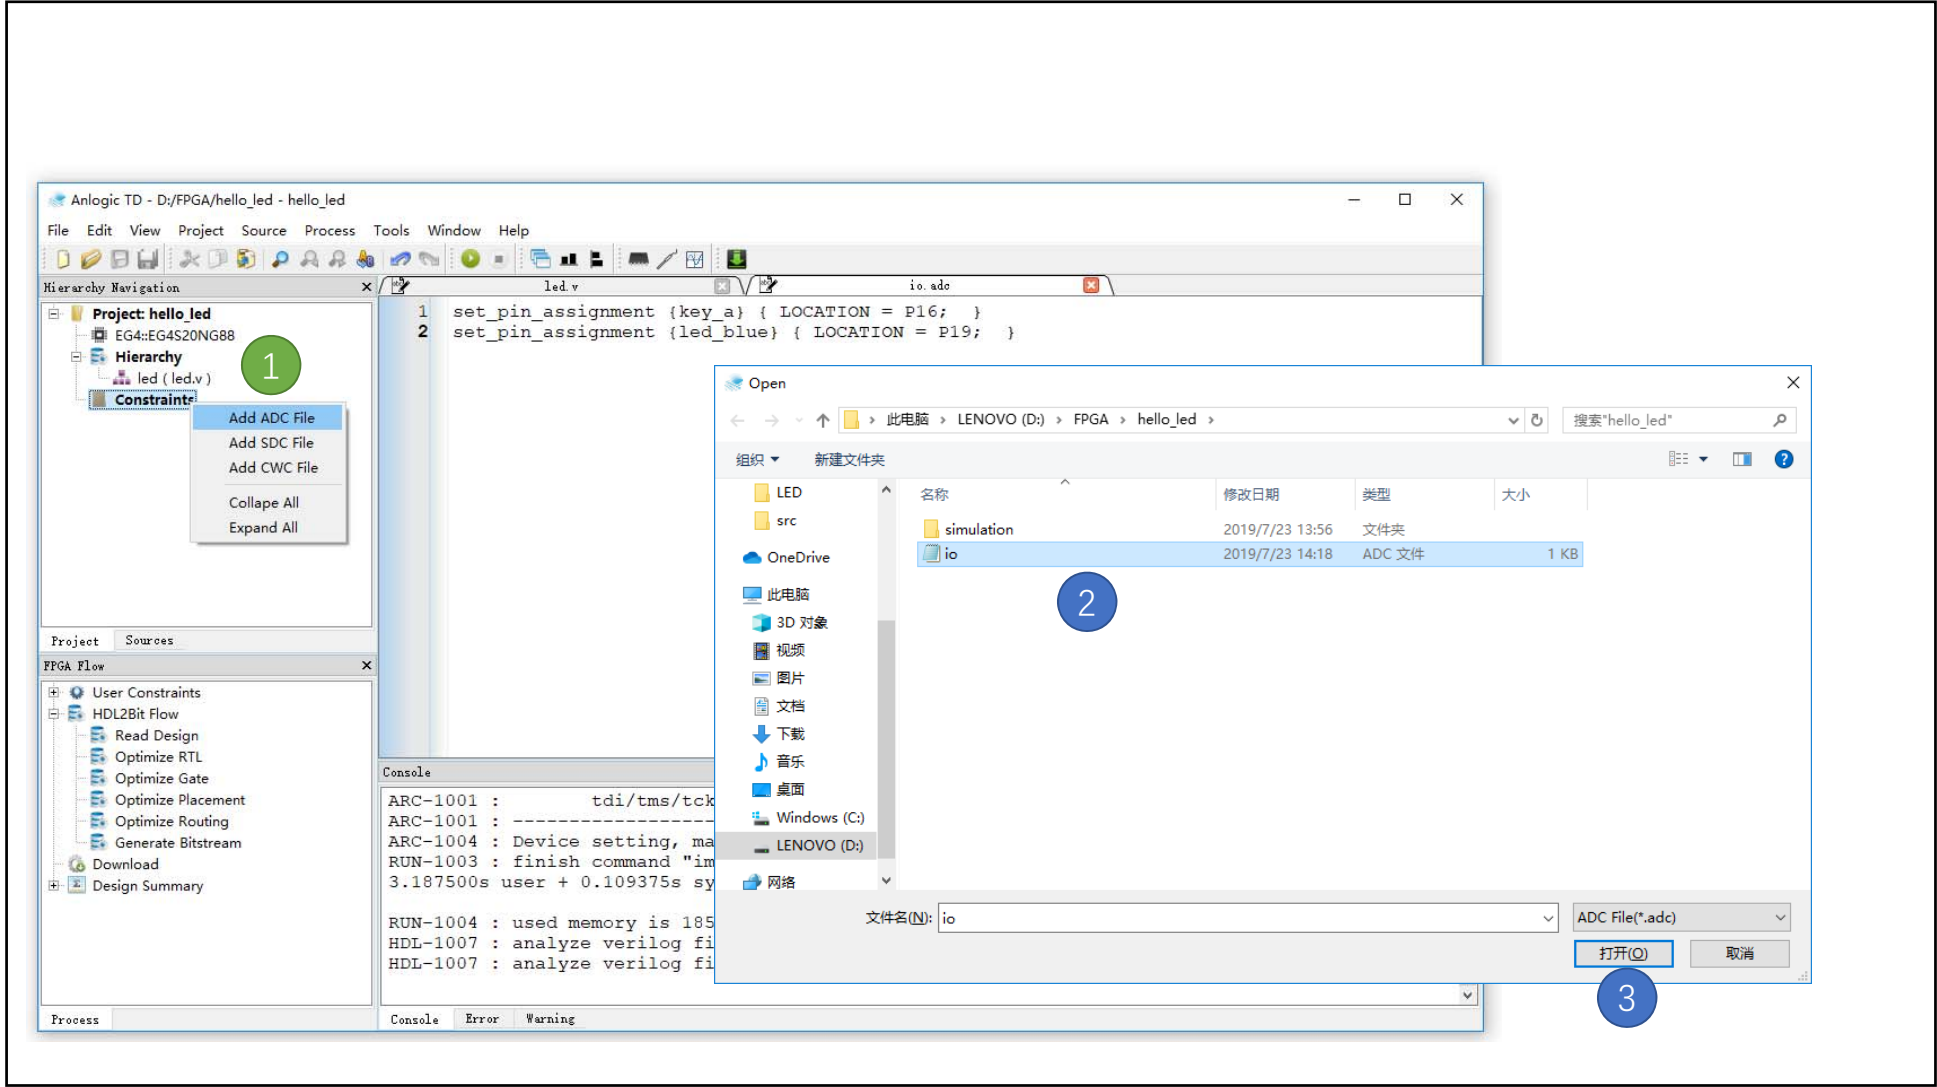 Anlogic TD - D:/FPGA/hello_led - hello_led
File Edit View Project Source Process Tools Window Help
Hierarchy Navigation
Project: hello_led
EG4::EG4S20NG88
Hierarchy
led ( led.v )
Constraints
1
Add ADC File
Add SDC File
Add CWC File
Collape All
Expand All
Project Sources
FPGA Flow
User Constraints
HDL2Bit Flow
Read Design
Optimize RTL
Optimize Gate
Optimize Placement
Optimize Routing
Generate Bitstream
Download
Design Summary
Process
led.v io.adc
1 set_pin_assignment {key_a} { LOCATION = P16; }
2 set_pin_assignment {led_blue} { LOCATION = P19; }
Console
ARC-1001 : tdi/tms/tck
ARC-1001 : ------------------
ARC-1004 : Device setting, ma
RUN-1003 : finish command "im
3.187500s user + 0.109375s sy
RUN-1004 : used memory is 185
HDL-1007 : analyze verilog fi
HDL-1007 : analyze verilog fi
Console Error Warning
Open
此电脑 › LENOVO (D:) › FPGA › hello_led ›
搜索"hello_led"
组织 新建文件夹
LED
src
OneDrive
此电脑
3D 对象
视频
图片
文档
下载
音乐
桌面
Windows (C:)
LENOVO (D:)
网络
名称 修改日期 类型 大小
simulation 2019/7/23 13:56 文件夹
io 2019/7/23 14:18 ADC 文件 1 KB
2
文件名(N): io ADC File(*.adc)
打开(O) 取消
3